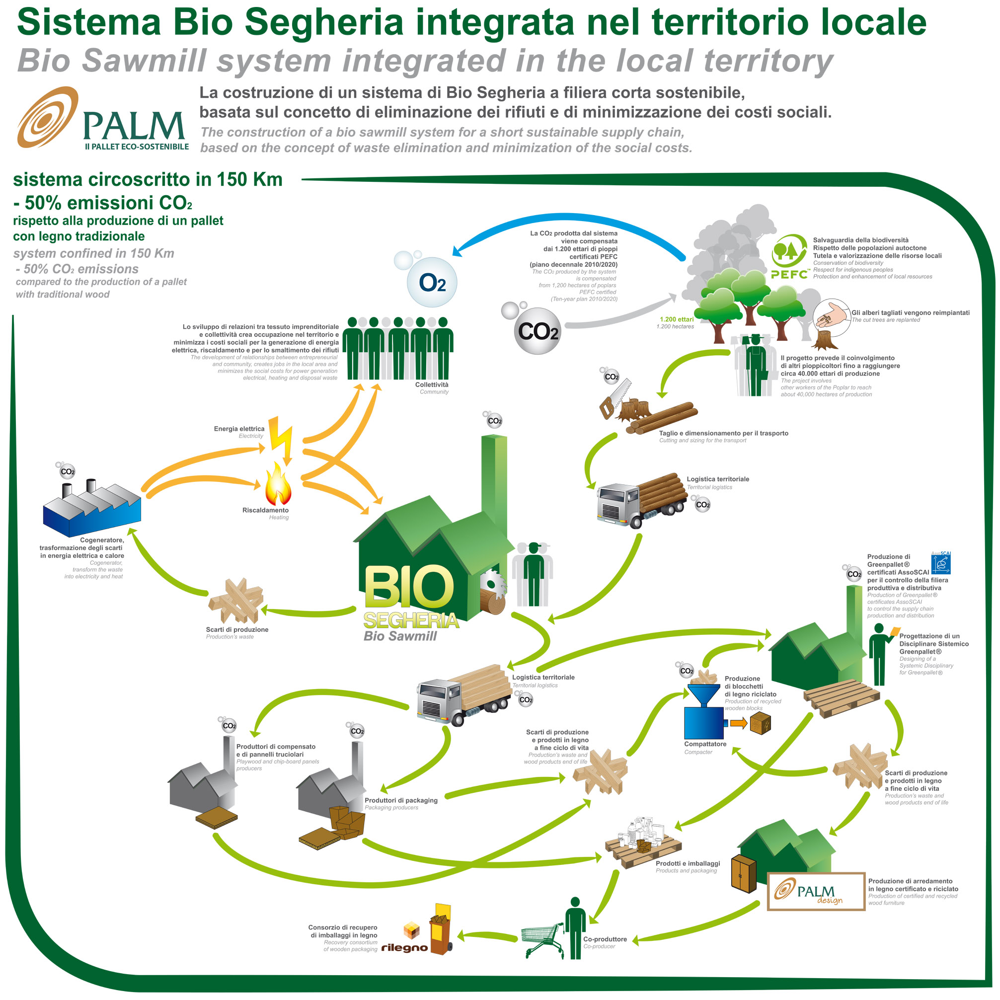 Sistema Bio Segheria integrata nel territorio locale
Bio Sawmill system integrated in the local territory
PALM
Il PALLET ECO-SOSTENIBILE
La costruzione di un sistema di Bio Segheria a filiera corta sostenibile,
basata sul concetto di eliminazione dei rifiuti e di minimizzazione dei costi sociali.
The construction of a bio sawmill system for a short sustainable supply chain,
based on the concept of waste elimination and minimization of the social costs.
sistema circoscritto in 150 Km
- 50% emissioni CO2
rispetto alla produzione di un pallet
con legno tradizionale
system confined in 150 Km
- 50% CO2 emissions
compared to the production of a pallet
with traditional wood
La CO2 prodotta dal sistema
viene compensata
dai 1.200 ettari di pioppi
certificati PEFC
(piano decennale 2010/2020)
The CO2 produced by the system
is compensated
from 1,200 hectares of poplars
PEFC certified
(Ten-year plan 2010/2020)
O2
CO2
PEFC™
Salvaguardia della biodiversità
Rispetto delle popolazioni autoctone
Tutela e valorizzazione delle risorse locali
Conservation of biodiversity
Respect for indigenous peoples
Protection and enhancement of local resources
1.200 ettari
1.200 hectares
Gli alberi tagliati vengono reimpiantati
The cut trees are replanted
Lo sviluppo di relazioni tra tessuto imprenditoriale
e collettività crea occupazione nel territorio e
minimizza i costi sociali per la generazione di energia
elettrica, riscaldamento e per lo smaltimento dei rifiuti
The development of relationships between entrepreneurial
and community, creates jobs in the local area and
minimizes the social costs for power generation
electrical, heating and disposal waste
Collettività
Community
Il progetto prevede il coinvolgimento
di altri pioppicoltori fino a raggiungere
circa 40.000 ettari di produzione
The project involves
other workers of the Poplar to reach
about 40,000 hectares of production
CO2
Taglio e dimensionamento per il trasporto
Cutting and sizing for the transport
Energia elettrica
Electricity
CO2
CO2
Riscaldamento
Heating
Logistica territoriale
Territorial logistics
CO2
Cogeneratore,
trasformazione degli scarti
in energia elettrica e calore
Cogenerator,
transform the waste
into electricity and heat
BIO
SEGHERIA
Bio Sawmill
Scarti di produzione
Production's waste
AssoSCAI
CO2
Produzione di
Greenpallet®
certificati AssoSCAI
per il controllo della filiera
produttiva e distributiva
Production of Greenpallet®
certificates AssoSCAI
to control the supply chain
production and distribution
Progettazione di un
Disciplinare Sistemico
Greenpallet®
Designing of a
Systemic Disciplinary
for Greenpallet®
Logistica territoriale
Territorial logistics
CO2
CO2
Produzione
di blocchetti
di legno riciclato
Production of recycled
wooden blocks
Compattatore
Compacter
CO2
Produttori di compensato
e di pannelli truciolari
Playwood and chip-board panels
producers
CO2
Produttori di packaging
Packaging producers
Scarti di produzione
e prodotti in legno
a fine ciclo di vita
Production's waste and
wood products end of life
Scarti di produzione
e prodotti in legno
a fine ciclo di vita
Production's waste and
wood products end of life
Prodotti e imballaggi
Products and packaging
PALM
design
Produzione di arredamento
in legno certificato e riciclato
Production of certified and recycled
wood furniture
Consorzio di recupero
di imballaggi in legno
Recovery consortium
of wooden packaging
rilegno
Co-produttore
Co-producer